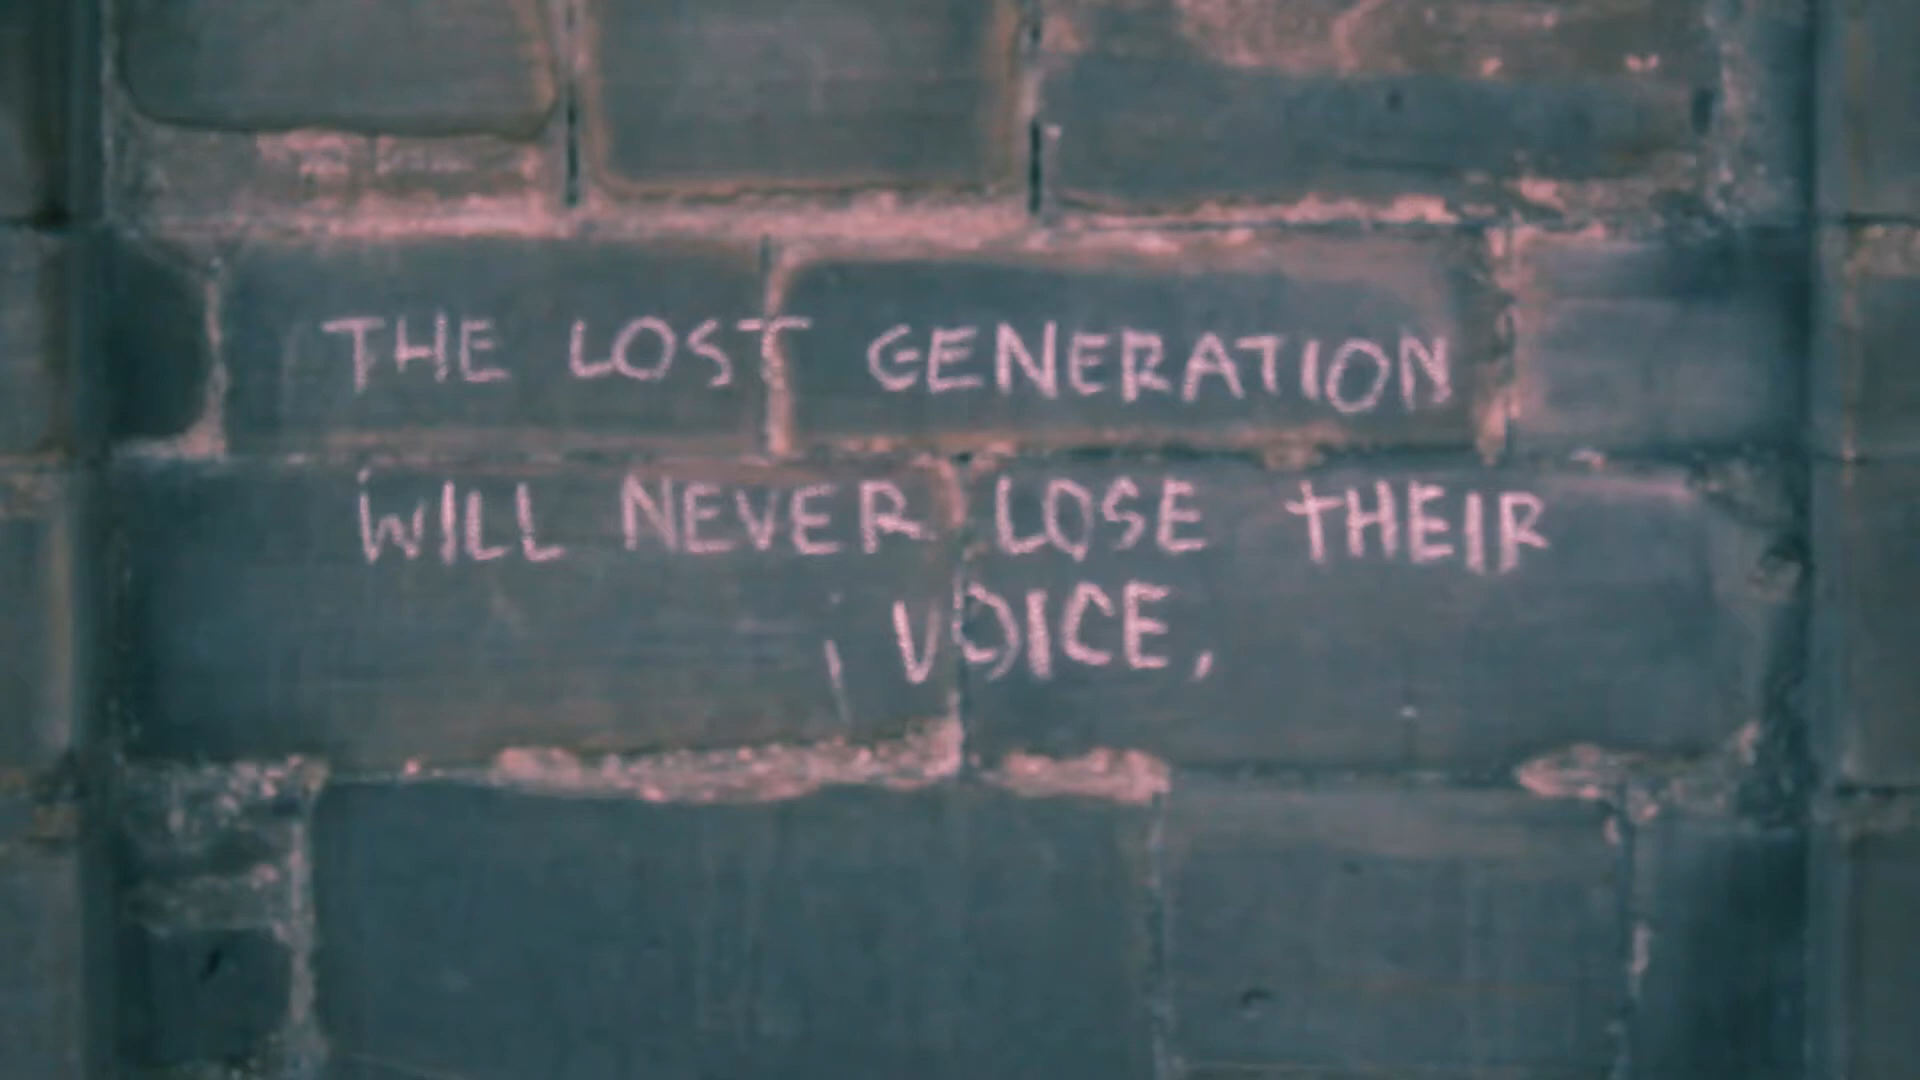 THE LOST GENERATION
WILL NEVER LOSE THEIR
VOICE,